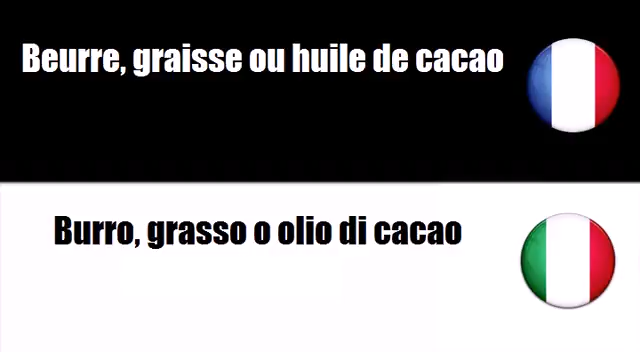 Beurre, graisse ou huile de cacao
Burro, grasso o olio di cacao